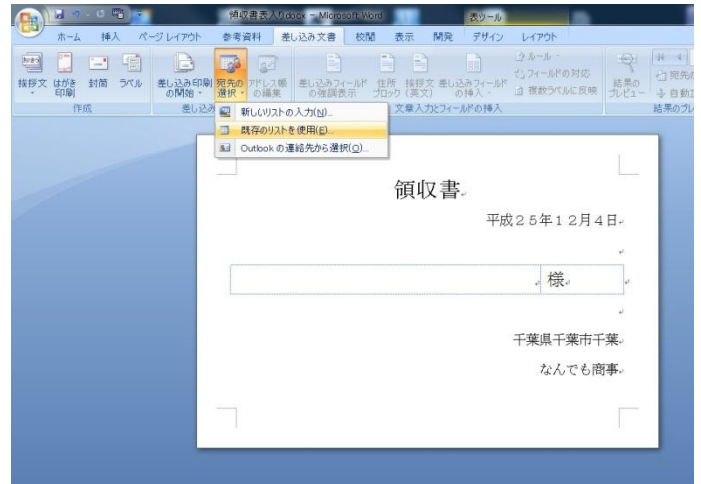 領収書表入り.docx - Microsoft Word
表ツール
ホーム 挿入 ページレイアウト 参考資料 差し込み文書 校閲 表示 開発 デザイン レイアウト
挨拶文 はがき印刷 封筒 ラベル 差し込み印刷の開始 宛先の選択 アドレス帳の編集 差し込みフィールドの強調表示 住所ブロック 挨拶文(英文) 差し込みフィールドの挿入 ルール フィールドの対応 複数ラベルに反映 結果のプレビュー
作成 差し込み 文章入力とフィールドの挿入 結果のプレ
新しいリストの入力(N)...
既存のリストを使用(E)...
Outlook の連絡先から選択(O)...
領収書
平成25年12月4日
様
千葉県千葉市千葉
なんでも商事